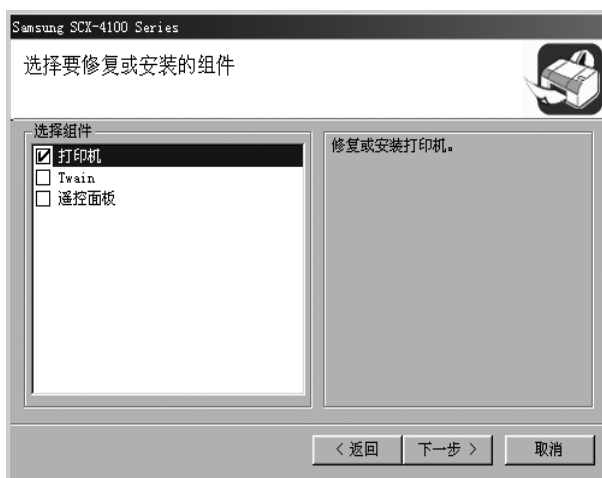 Samsung SCX-4100 Series
选择要修复或安装的组件
选择组件
打印机
Twain
遥控面板
修复或安装打印机。
< 返回
下一步 >
取消